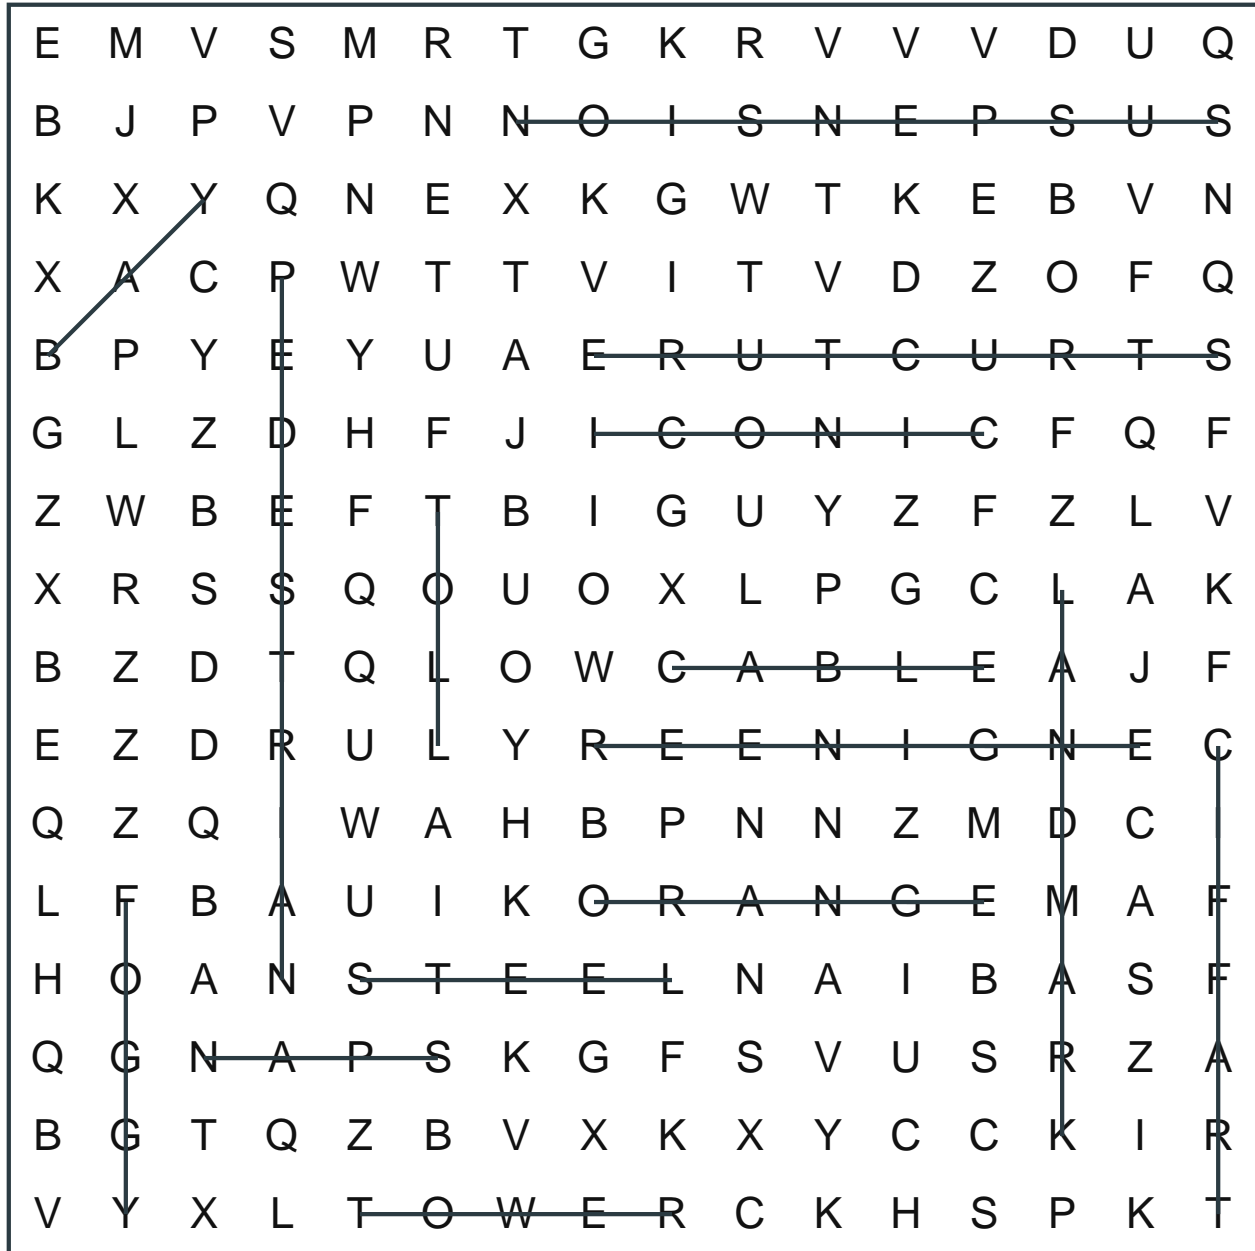 E M V S M R T G K R V V V D U Q
B J P V P N N O I S N E P S U S
K X Y Q N E X K G W T K E B V N
X A C P W T T V I T V D Z O F Q
B P Y E Y U A E R U T C U R T S
G L Z D H F J I C O N I C F Q F
Z W B E F T B I G U Y Z F Z L V
X R S S Q O U O X L P G C L A K
B Z D T Q L O W C A B L E A J F
E Z D R U L Y R E E N I G N E C
Q Z Q I W A H B P N N Z M D C I
L F B A U I K O R A N G E M A F
H O A N S T E E L N A I B A S F
Q G N A P S K G F S V U S R Z A
B G T Q Z B V X K X Y C C K I R
V Y X L T O W E R C K H S P K T